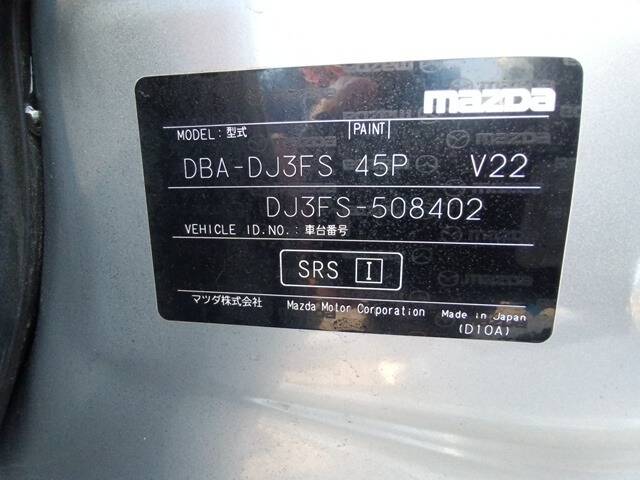 mazda
MODEL: 型式 PAINT
DBA-DJ3FS 45P V22
DJ3FS-508402
VEHICLE ID.NO.: 車台番号
SRS I
マツダ株式会社 Mazda Motor Corporation Made in Japan
(D10A)